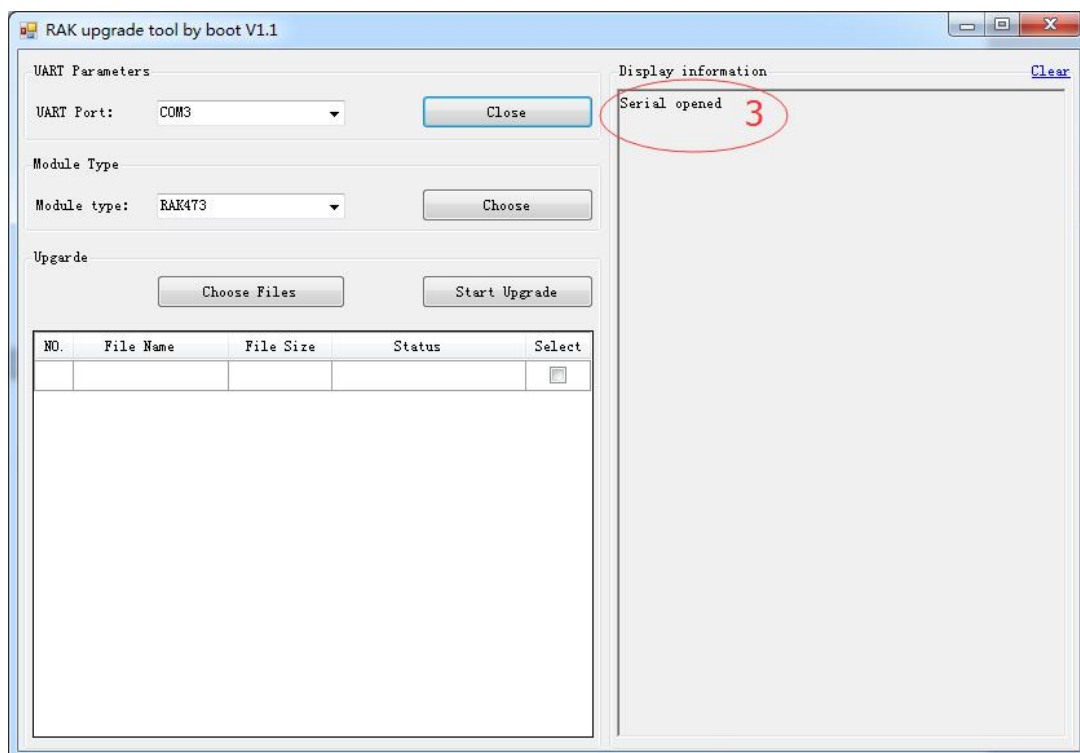 RAK upgrade tool by boot V1.1
UART Parameters
UART Port: COM3 Close
Module Type
Module type: RAK473 Choose
Upgarde
Choose Files Start Upgrade
NO. File Name File Size Status Select
Display information Clear
Serial opened 3